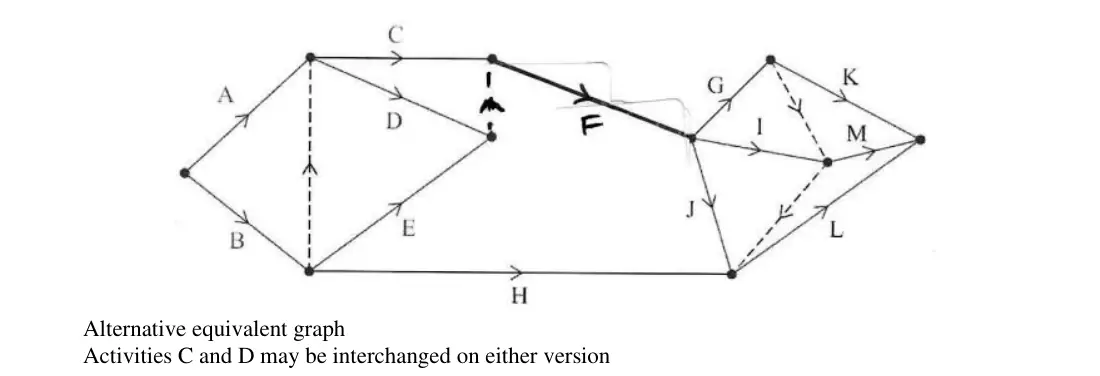 C
A
D
G
K
F
I
M
B
E
J
L
H
Alternative equivalent graph
Activities C and D may be interchanged on either version